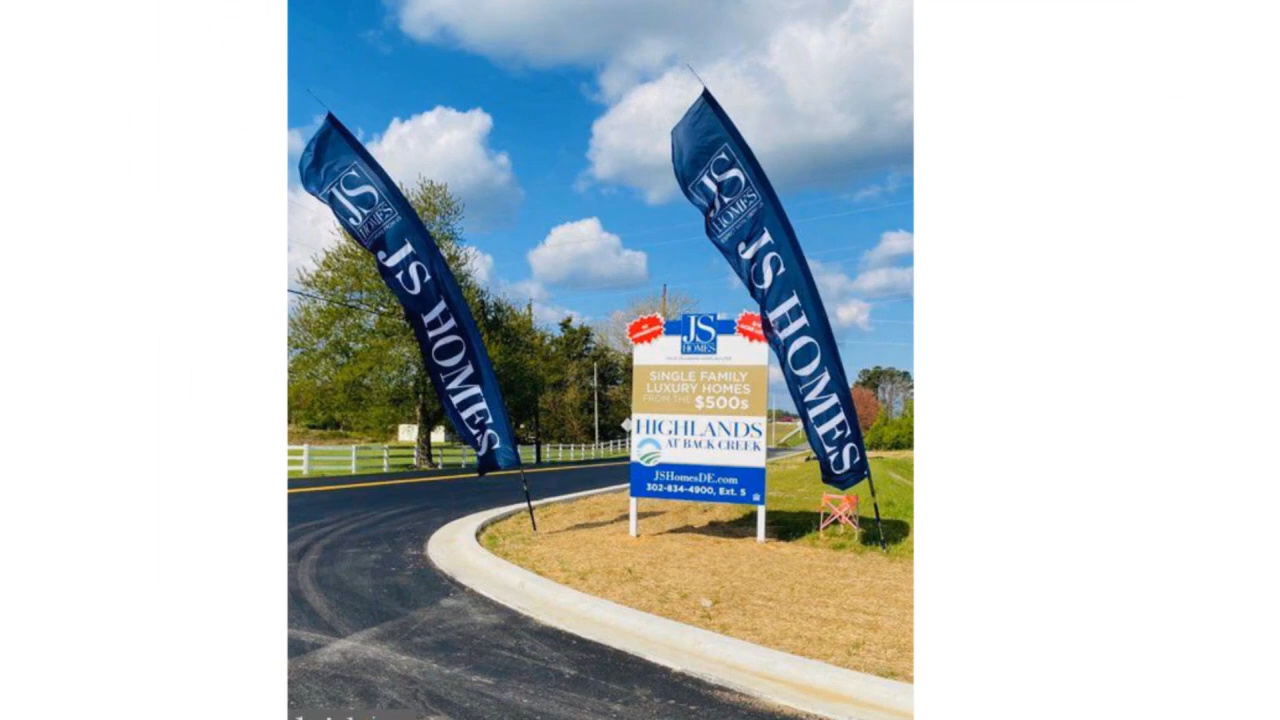 JS
HOMES
JS HOMES
JS
HOMES
JS HOMES
JS
HOMES
SINGLE FAMILY
LUXURY HOMES
FROM THE $500s
HIGHLANDS
AT BACK CREEK
JSHomesDE.com
302-834-4900, Ext. 5